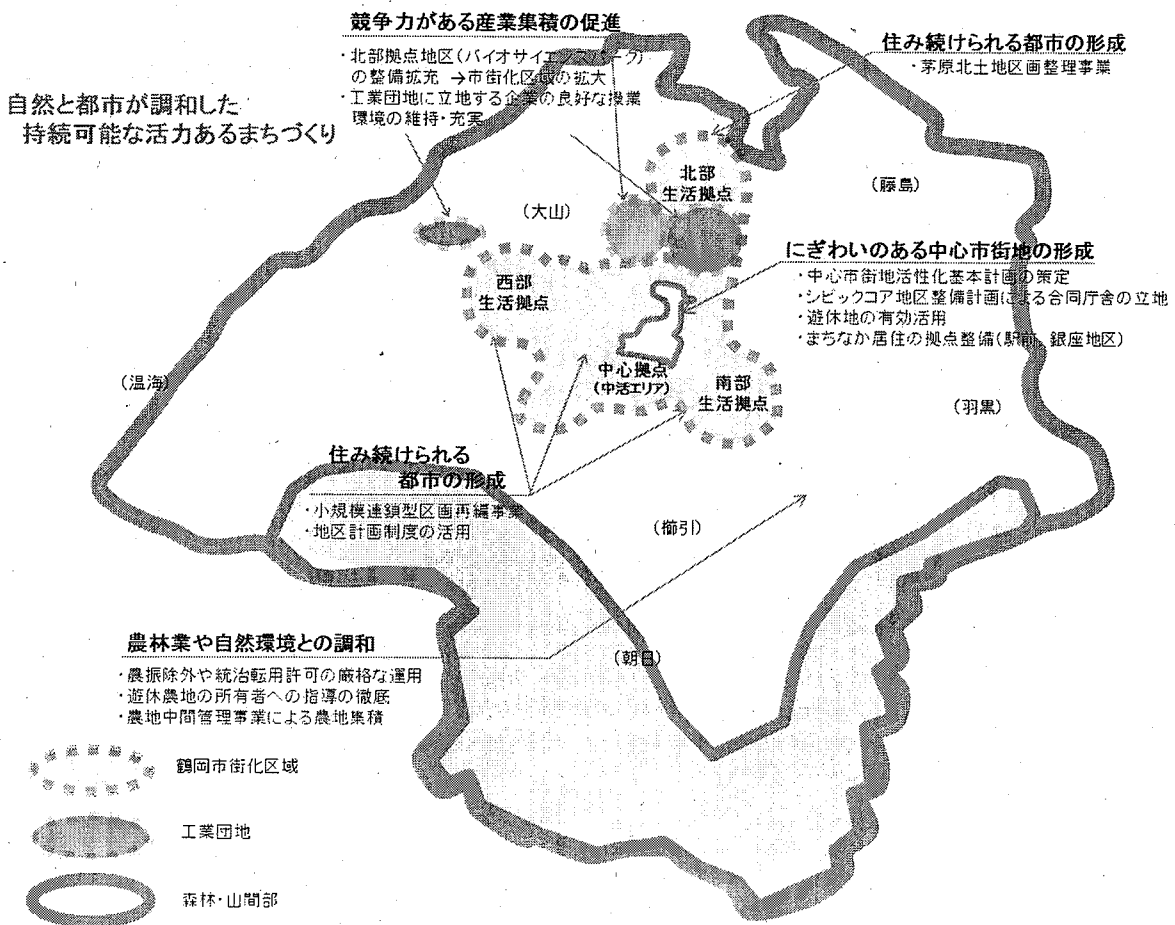 競争力がある産業集積の促進
・北部拠点地区(バイオサイエンスパーク)
の整備拡充 →市街化区域の拡大
・工業団地に立地する企業の良好な操業
環境の維持・充実
住み続けられる都市の形成
・茅原北土地区画整理事業
自然と都市が調和した
持続可能な活力あるまちづくり
北部
生活拠点
(藤島)
(大山)
にぎわいのある中心市街地の形成
・中心市街地活性化基本計画の策定
・シビックコア地区整備計画による合同庁舎の立地
・遊休地の有効活用
・まちなか居住の拠点整備(駅前、銀座地区)
西部
生活拠点
中心拠点
(中活エリア)
南部
生活拠点
(温海)
(羽黒)
住み続けられる
都市の形成
・小規模連鎖型区画再編事業
・地区計画制度の活用
(櫛引)
農林業や自然環境との調和
・農振除外や統治転用許可の厳格な運用
・遊休農地の所有者への指導の徹底
・農地中間管理事業による農地集積
(朝日)
鶴岡市街化区域
工業団地
森林・山間部